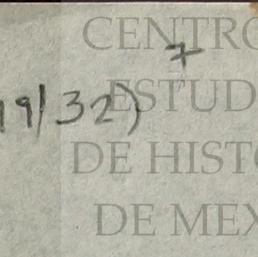 CENTRO
7
ESTUD
19/32)
DE HISTO
DE MEX